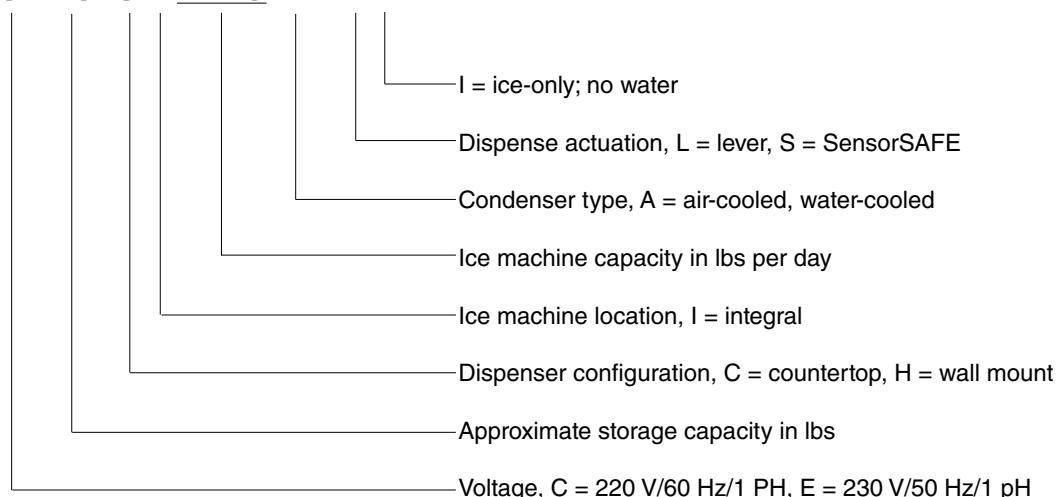 I = ice-only; no water
Dispense actuation, L = lever, S = SensorSAFE
Condenser type, A = air-cooled, water-cooled
Ice machine capacity in lbs per day
Ice machine location, I = integral
Dispenser configuration, C = countertop, H = wall mount
Approximate storage capacity in lbs
Voltage, C = 220 V/60 Hz/1 PH, E = 230 V/50 Hz/1 pH